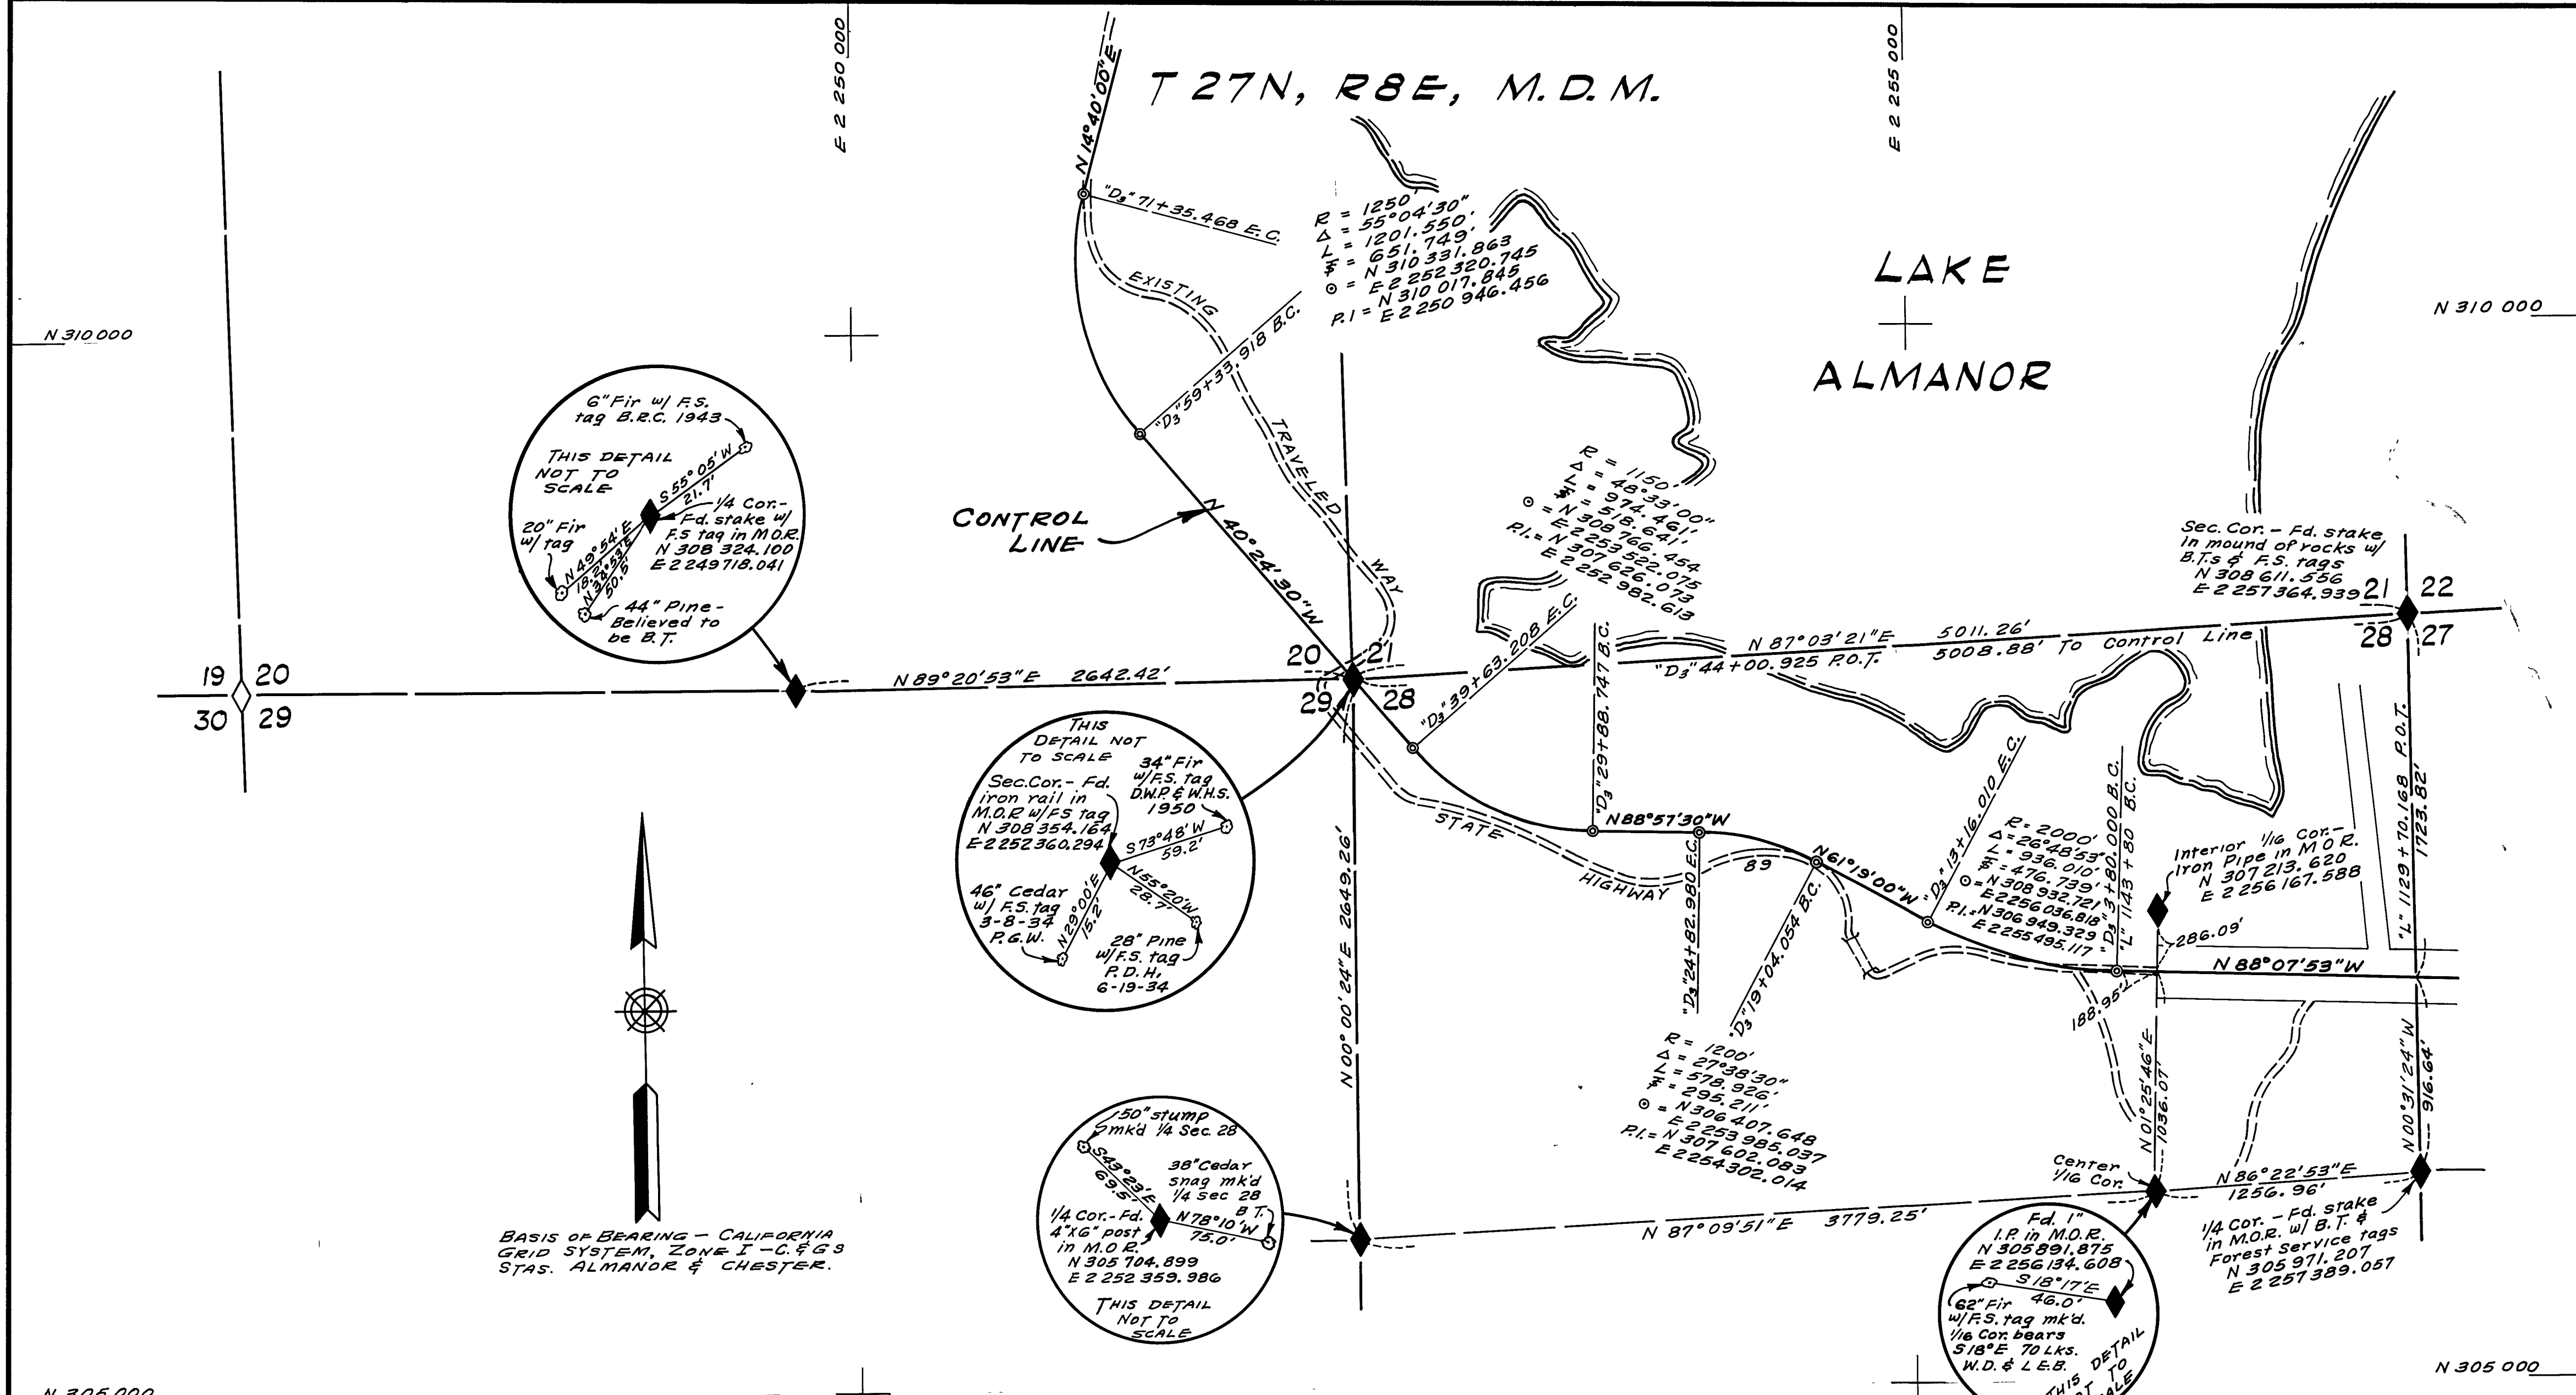 E 2 250 000
E 2 255 000
T 27N, R8E, M.D.M.
N 14°40'00"E
"D₃" 71+35.468 E.C.
R = 1250'
Δ = 55°04'30"
L = 1201.550'
T = 651.749'
⊙ = N 310 331.863
E 2 252 320.745
P.I = N 310 017.845
E 2 250 946.456
LAKE
ALMANOR
N 310 000
N 310 000
EXISTING
TRAVELED
WAY
"D₃" 59+33.918 B.C.
6" Fir w/ F.S.
tag B.R.C. 1943
THIS DETAIL
NOT TO
SCALE
S 55° 05' W
21.7'
1/4 Cor.-
Fd. stake w/
F.S tag in M.O.R.
N 308 324.100
E 2 249 718.041
20" Fir
w/ tag
N 49°54' E
18.2'
N 34°53' E
50.5'
44" Pine -
Believed to
be B.T.
CONTROL
LINE
N 40°24'30"W
R = 1150'
Δ = 48°33'00"
L = 974.461'
T = 518.641'
⊙ = N 308 766.454
E 2 253 522.075
P.I. = N 307 626.073
E 2 252 982.613
Sec. Cor. - Fd. stake
in mound of rocks w/
B.T.s & F.S. tags
N 308 611.556
E 2 257 364.939
21 22
28 27
19 20
30 29
N 89°20'53"E 2642.42'
20 21
29 28
N 87°03'21"E 5011.26'
"D₃" 44+00.925 P.O.T. 5008.88' To Control Line
"D₃" 39+63.208 E.C.
"D₃" 29+88.747 B.C.
THIS
DETAIL NOT
TO SCALE
Sec. Cor. - Fd.
iron rail in
M.O.R w/FS tag
N 308 354.164
E 2 252 360.294
34" Fir
w/F.S. tag
D.W.P. & W.H.S.
1950
S 73°48' W
59.2'
N 55°20' W
28.7'
N 29°00' E
15.2'
46" Cedar
w/ F.S. tag
3-8-34
P.G.W.
28" Pine
w/F.S. tag
P.D.H.
6-19-34
STATE
HIGHWAY
89
N 88°57'30"W
"D₃" 24+82.980 E.C.
N 61°19'00"W
"D₃" 19+04.054 B.C.
"D₃" 13+16.010 E.C.
R = 2000'
Δ = 26°48'53"
L = 936.010'
T = 476.739'
⊙ = N 308 932.721
E 2 256 036.818
P.I. = N 306 949.329
E 2 255 495.117
"D₃" 3+80.000 B.C.
"L" 1143+80 B.C.
Interior 1/16 Cor.-
Iron Pipe in M O R.
N 307 213.620
E 2 256 167.588
286.09'
"L" 1129+70.168 P.O.T.
1723.82'
N 88°07'53"W
188.95'
N 00°00'24"E 2649.26'
R = 1200'
Δ = 27°38'30"
L = 578.926'
T = 295.211'
⊙ = N 306 407.648
E 2 253 985.037
P.I. = N 307 602.083
E 2 254 302.014
N 01°25'46"E
1036.07'
N 00°31'24"W
916.64'
BASIS OF BEARING - CALIFORNIA
GRID SYSTEM, ZONE I - C. & G S
STAS. ALMANOR & CHESTER.
50" stump
mk'd 1/4 Sec. 28
S 43°23' E
69.5'
38" Cedar
snag mk'd
1/4 sec 28
B T.
N 78°10' W
75.0'
1/4 Cor.- Fd.
4"x6" post
in M.O.R.
N 305 704.899
E 2 252 359.986
THIS DETAIL
NOT TO
SCALE
N 87°09'51"E 3779.25'
Center
1/16 Cor.
N 86°22'53"E
1256.96'
1/4 Cor. - Fd. stake
in M.O.R. w/ B.T. &
Forest Service tags
N 305 971.207
E 2 257 389.057
Fd. 1"
I.P. in M.O.R.
N 305 891.875
E 2 256 134.608
S 18°17' E
46.0'
62" Fir
w/F.S. tag mk'd.
1/16 Cor. bears
S 18° E 70 LKS.
W.D. & L.E.B.
THIS DETAIL
NOT TO
SCALE
N 305 000
N 305 000